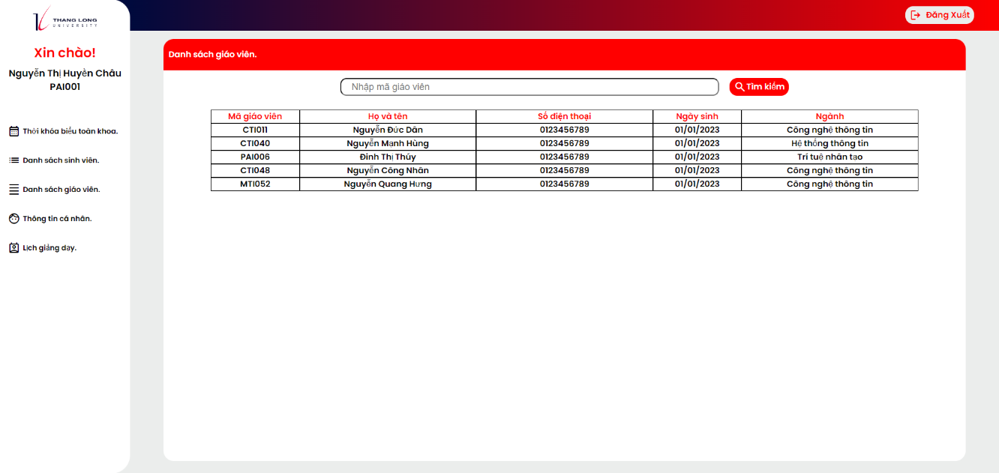 THANG LONG
UNIVERSITY
Đăng Xuất
Xin chào!
Nguyễn Thị Huyền Châu
PAI001
Thời khóa biểu toàn khoa.
Danh sách sinh viên.
Danh sách giáo viên.
Thông tin cá nhân.
Lịch giảng dạy.
Danh sách giáo viên.
Nhập mã giáo viên
Tìm kiếm
Mã giáo viên Họ và tên Số điện thoại Ngày sinh Ngành
CTI011 Nguyễn Đức Dân 0123456789 01/01/2023 Công nghệ thông tin
CTI040 Nguyễn Mạnh Hùng 0123456789 01/01/2023 Hệ thống thông tin
PAI006 Đinh Thị Thúy 0123456789 01/01/2023 Trí tuệ nhân tạo
CTI048 Nguyễn Công Nhân 0123456789 01/01/2023 Công nghệ thông tin
MTI052 Nguyễn Quang Hưng 0123456789 01/01/2023 Công nghệ thông tin